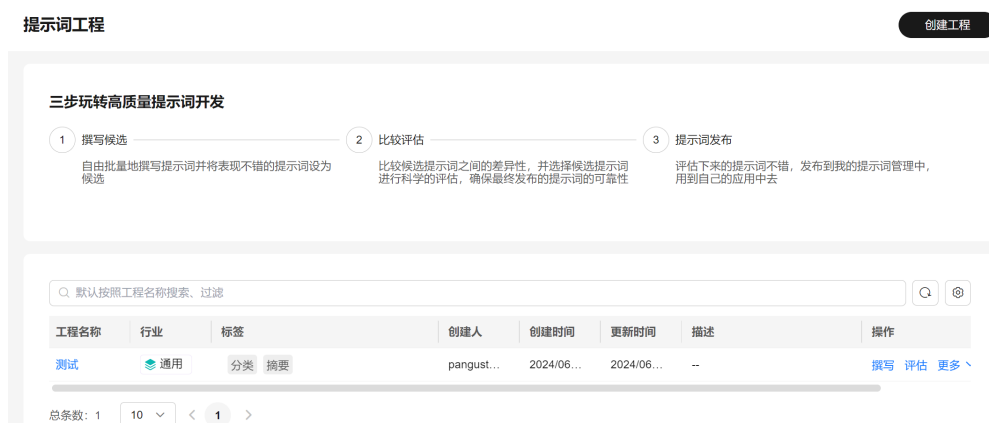 提示词工程
创建工程
三步玩转高质量提示词开发
1 撰写候选
自由批量地撰写提示词并将表现不错的提示词设为
候选
2 比较评估
比较候选提示词之间的差异性，并选择候选提示词
进行科学的评估，确保最终发布的提示词的可靠性
3 提示词发布
评估下来的提示词不错，发布到我的提示词管理中，
用到自己的应用中去
默认按照工程名称搜索、过滤
工程名称 行业 标签 创建人 创建时间 更新时间 描述 操作
测试 通用 分类 摘要 pangust... 2024/06... 2024/06... -- 撰写 评估 更多
总条数：1 10 1